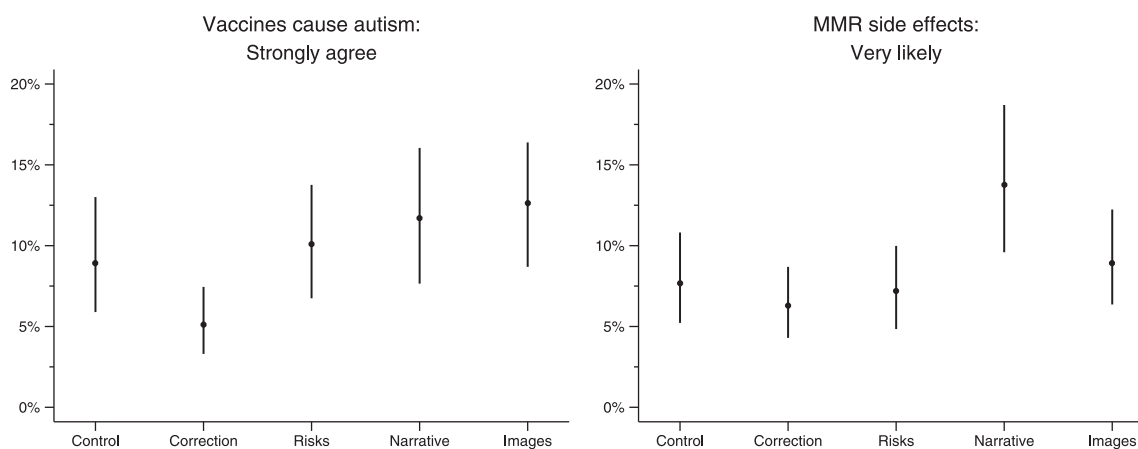 Vaccines cause autism:
Strongly agree
20%
15%
10%
5%
0%
Control Correction Risks Narrative Images
MMR side effects:
Very likely
20%
15%
10%
5%
0%
Control Correction Risks Narrative Images